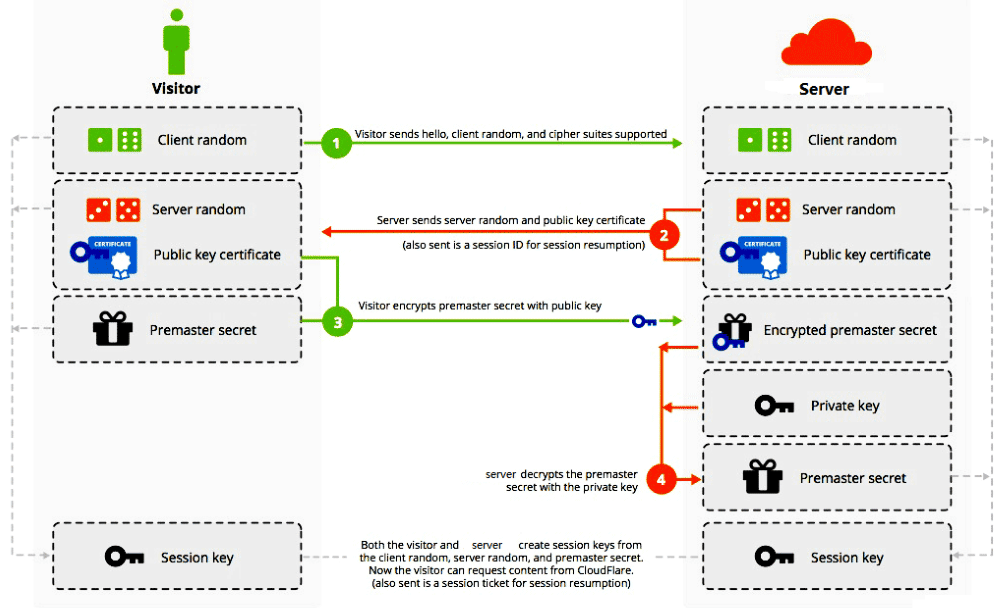 Visitor
Server
Client random
1
Visitor sends hello, client random, and cipher suites supported
Client random
Server random
CERTIFICATE
Public key certificate
Server sends server random and public key certificate
2
(also sent is a session ID for session resumption)
Server random
CERTIFICATE
Public key certificate
Premaster secret
3
Visitor encrypts premaster secret with public key
Encrypted premaster secret
Private key
server decrypts the premaster
secret with the private key
4
Premaster secret
Session key
Both the visitor and server create session keys from
the client random, server random, and premaster secret.
Now the visitor can request content from CloudFlare.
(also sent is a session ticket for session resumption)
Session key